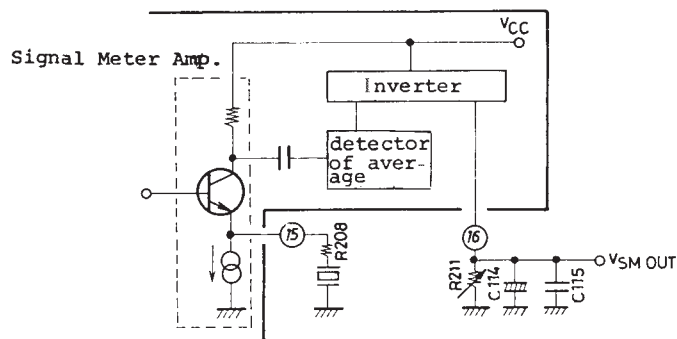 VCC
Signal Meter Amp.
Inverter
detector
of aver-
age
15
R208
16
R211
C114
C115
VSM OUT